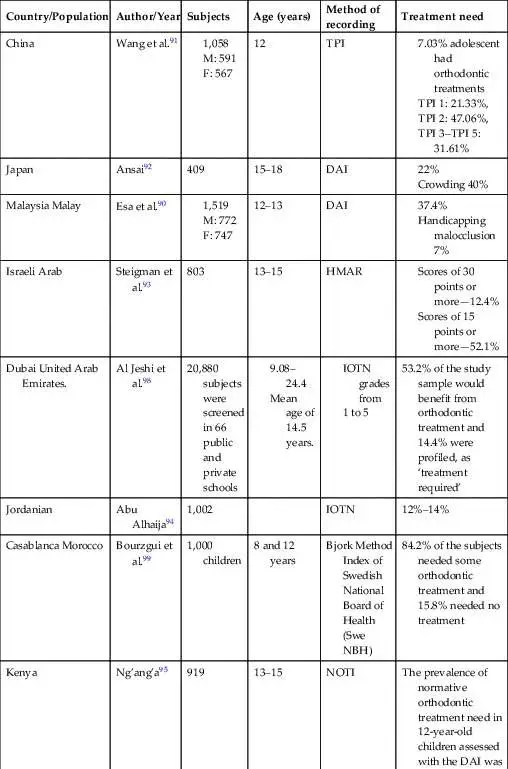 Country/Population Author/Year Subjects Age (years) Method of recording Treatment need
China Wang et al.91 1,058 12 TPI 7.03% adolescent
M: 591 had
F: 567 orthodontic
treatments
TPI 1: 21.33%,
TPI 2: 47.06%,
TPI 3–TPI 5:
31.61%
Japan Ansai92 409 15–18 DAI 22%
Crowding 40%
Malaysia Malay Esa et al.90 1,519 12–13 DAI 37.4%
M: 772 Handicapping
F: 747 malocclusion
7%
Israeli Arab Steigman et 803 13–15 HMAR Scores of 30
al.93 points or
more—12.4%
Scores of 15
points or
more—52.1%
Dubai United Arab Al Jeshi et 20,880 9.08– IOTN 53.2% of the study
Emirates. al.98 subjects 24.4 grades sample would
were Mean from benefit from
screened age of 1 to 5 orthodontic
in 66 14.5 treatment and
public years. 14.4% were
and profiled, as
private ‘treatment
schools required’
Jordanian Abu 1,002 IOTN 12%–14%
Alhaija94
Casablanca Morocco Bourzgui et 1,000 8 and 12 Bjork Method 84.2% of the subjects
al.99 children years Index of needed some
Swedish orthodontic
National treatment and
Board of 15.8% needed no
Health treatment
(Swe
NBH)
Kenya Ng’ang’a95 919 13–15 NOTI The prevalence of
normative
orthodontic
treatment need in
12-year-old
children assessed
with the DAI was